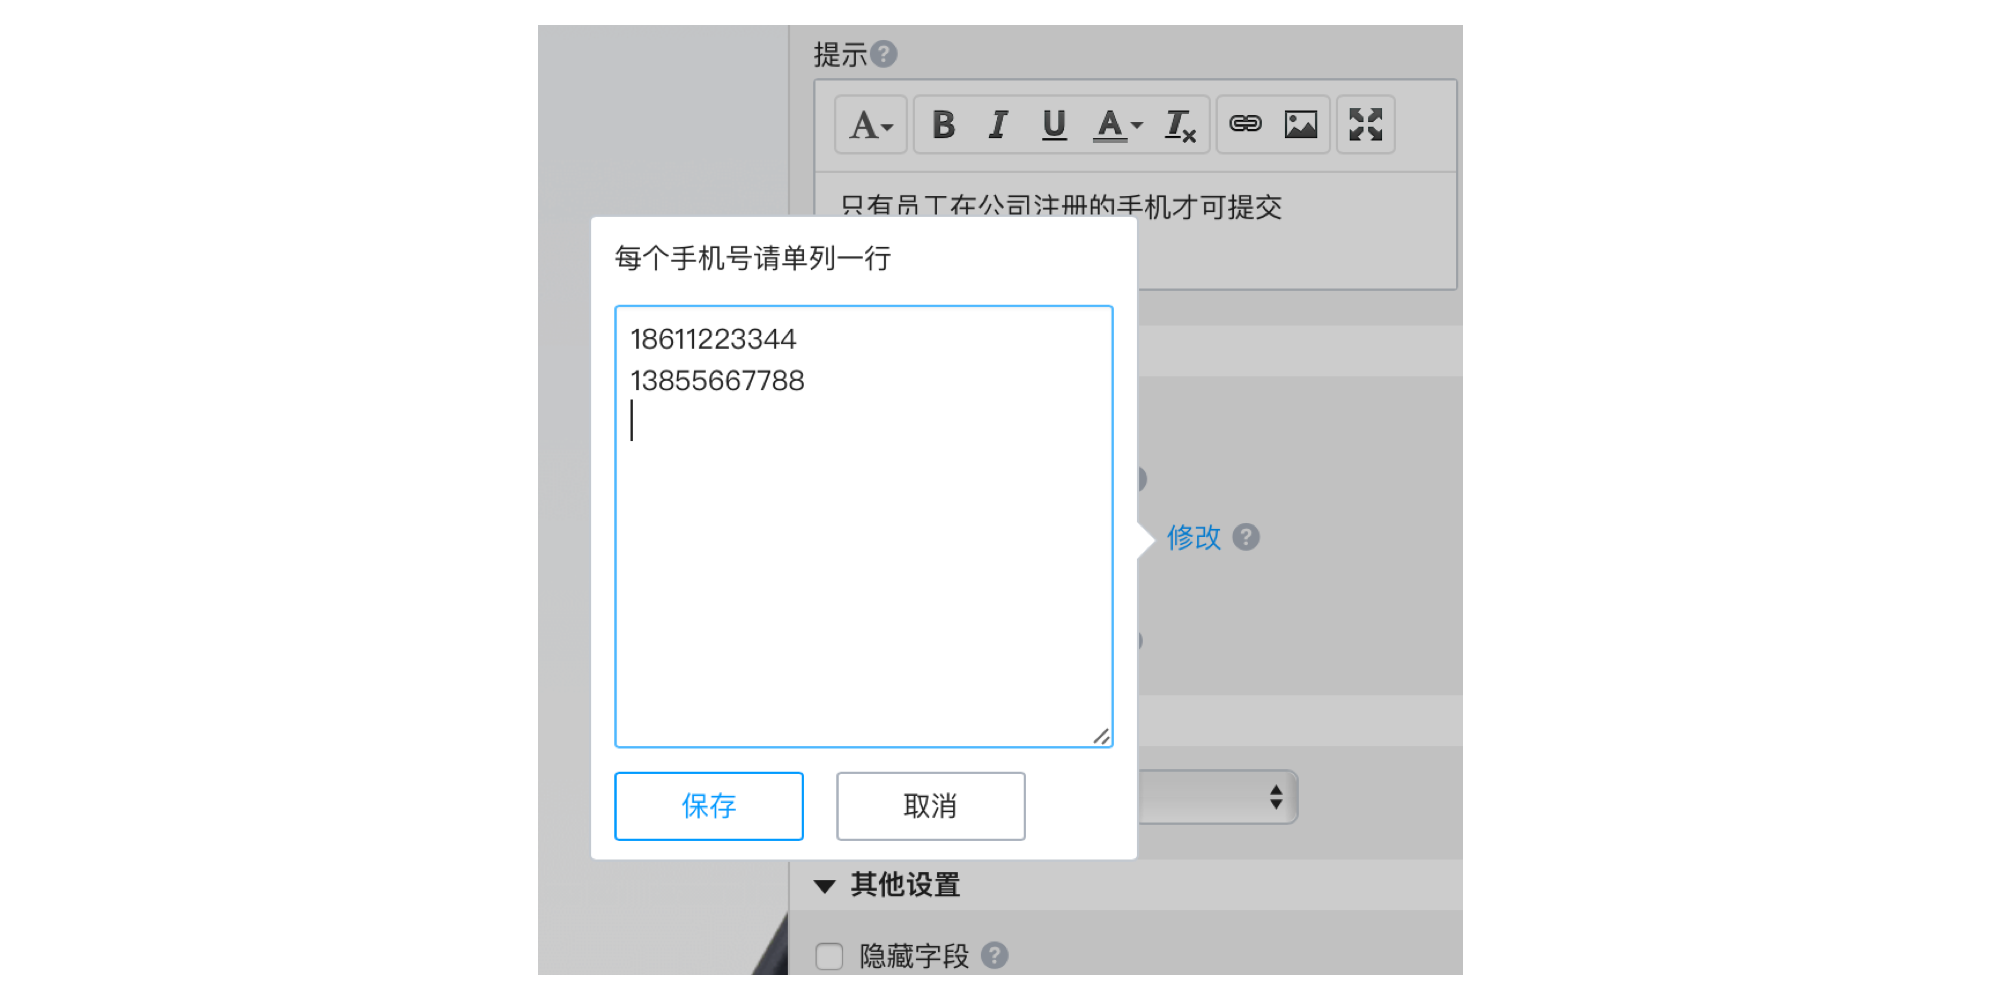 提示
只有员工在公司注册的手机才可提交
每个手机号请单列一行
18611223344
13855667788
修改
保存
取消
其他设置
隐藏字段